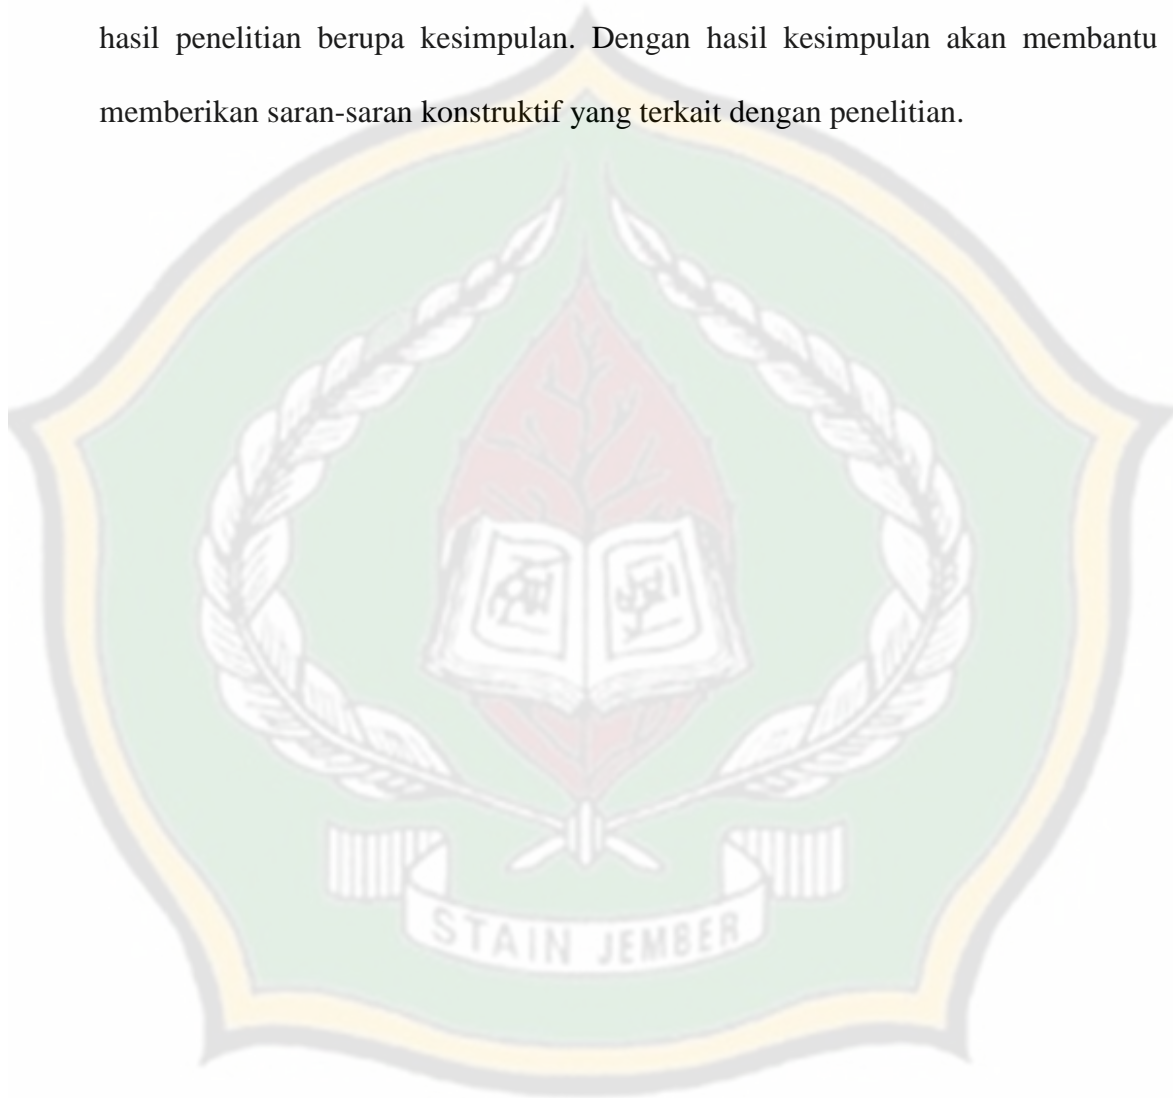 hasil penelitian berupa kesimpulan. Dengan hasil kesimpulan akan membantu
memberikan saran-saran konstruktif yang terkait dengan penelitian.
STAIN JEMBER